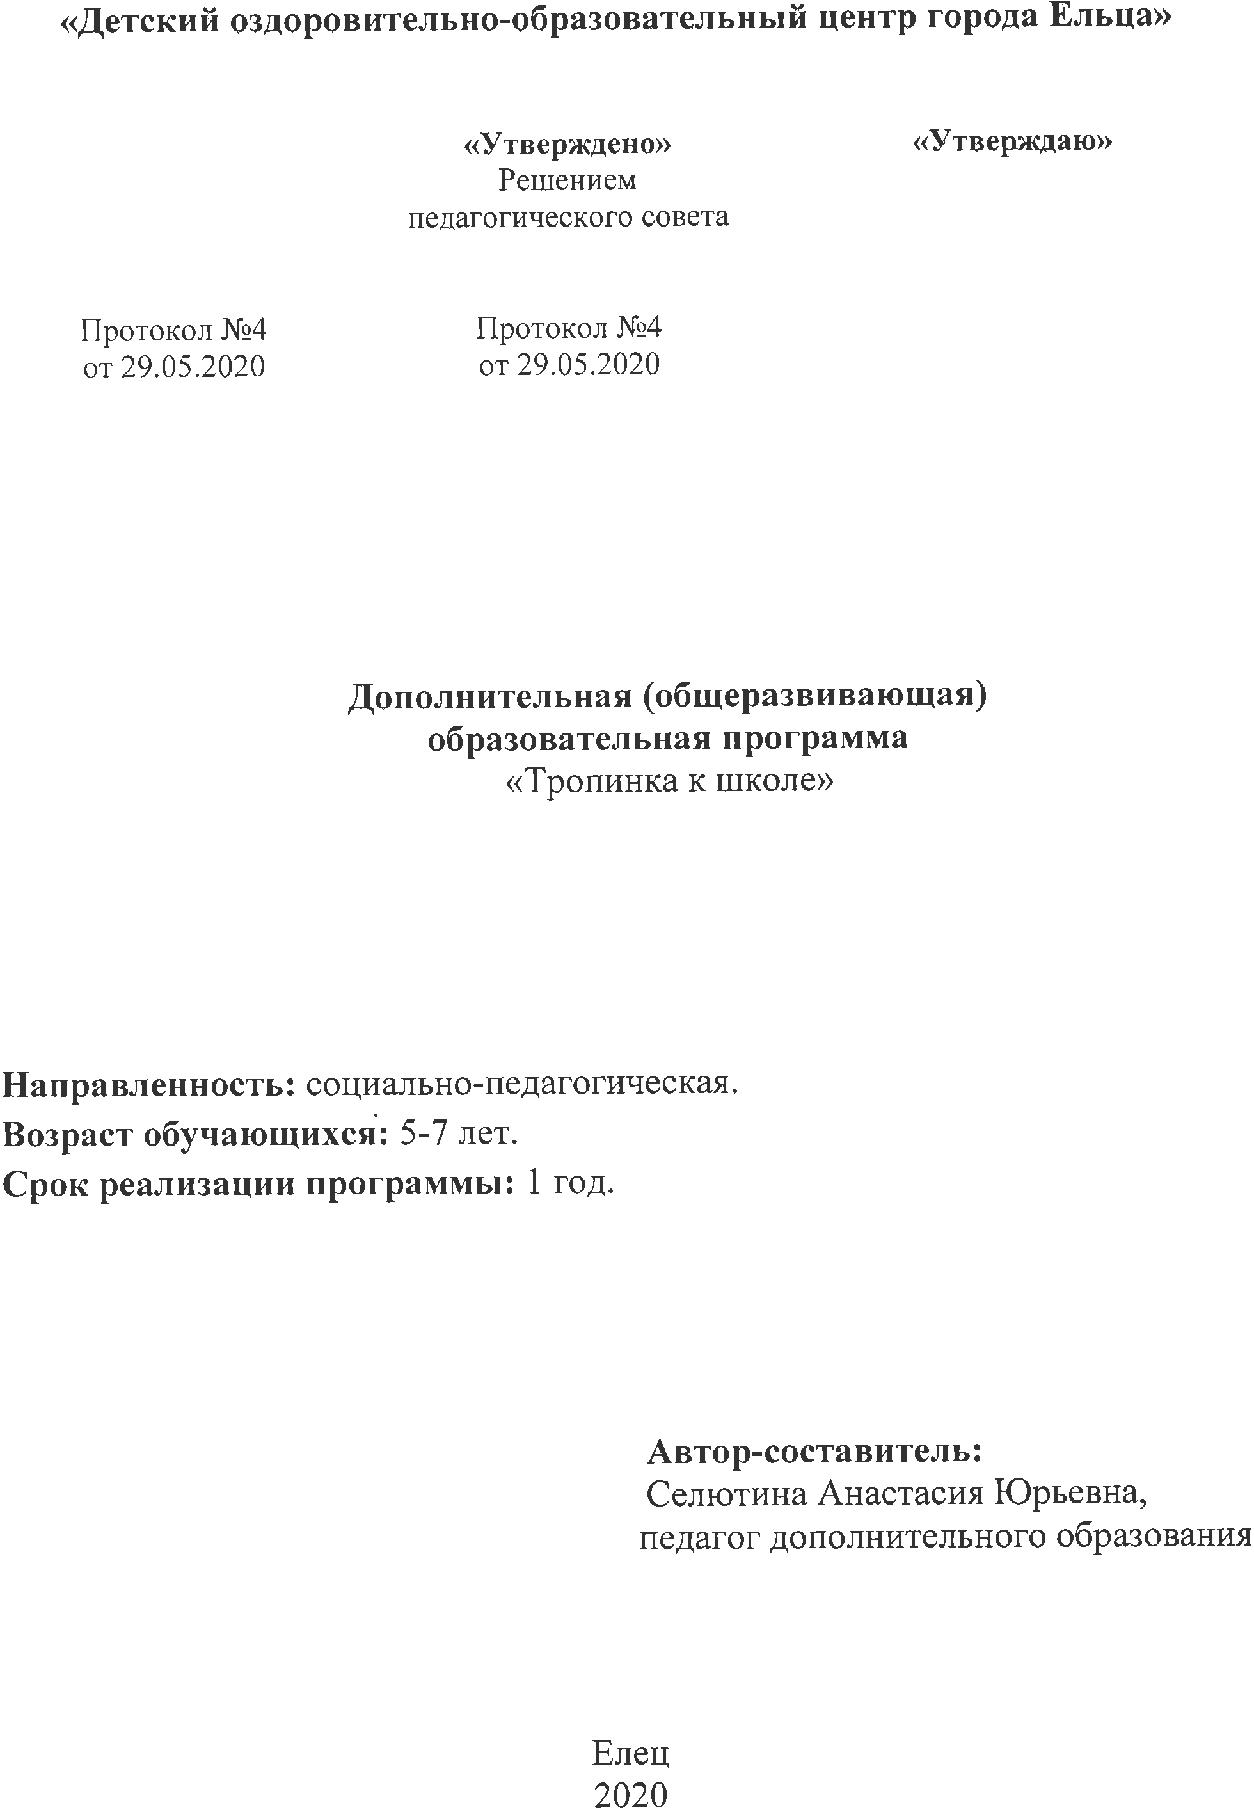 «Детский оздоровительно-образовательный центр города Ельца»
«Утверждено»
Решением
педагогического совета
«Утверждаю»
Протокол №4
от 29.05.2020
Протокол №4
от 29.05.2020
Дополнительная (общеразвивающая)
образовательная программа
«Тропинка к школе»
Направленность: социально-педагогическая.
Возраст обучающихся: 5-7 лет.
Срок реализации программы: 1 год.
Автор-составитель:
Селютина Анастасия Юрьевна,
педагог дополнительного образования
Елец
2020